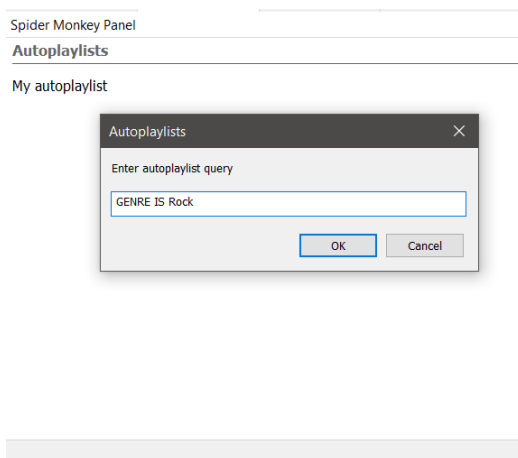 Spider Monkey Panel
Autoplaylists
My autoplaylist
Autoplaylists
Enter autoplaylist query
GENRE IS Rock
OK Cancel